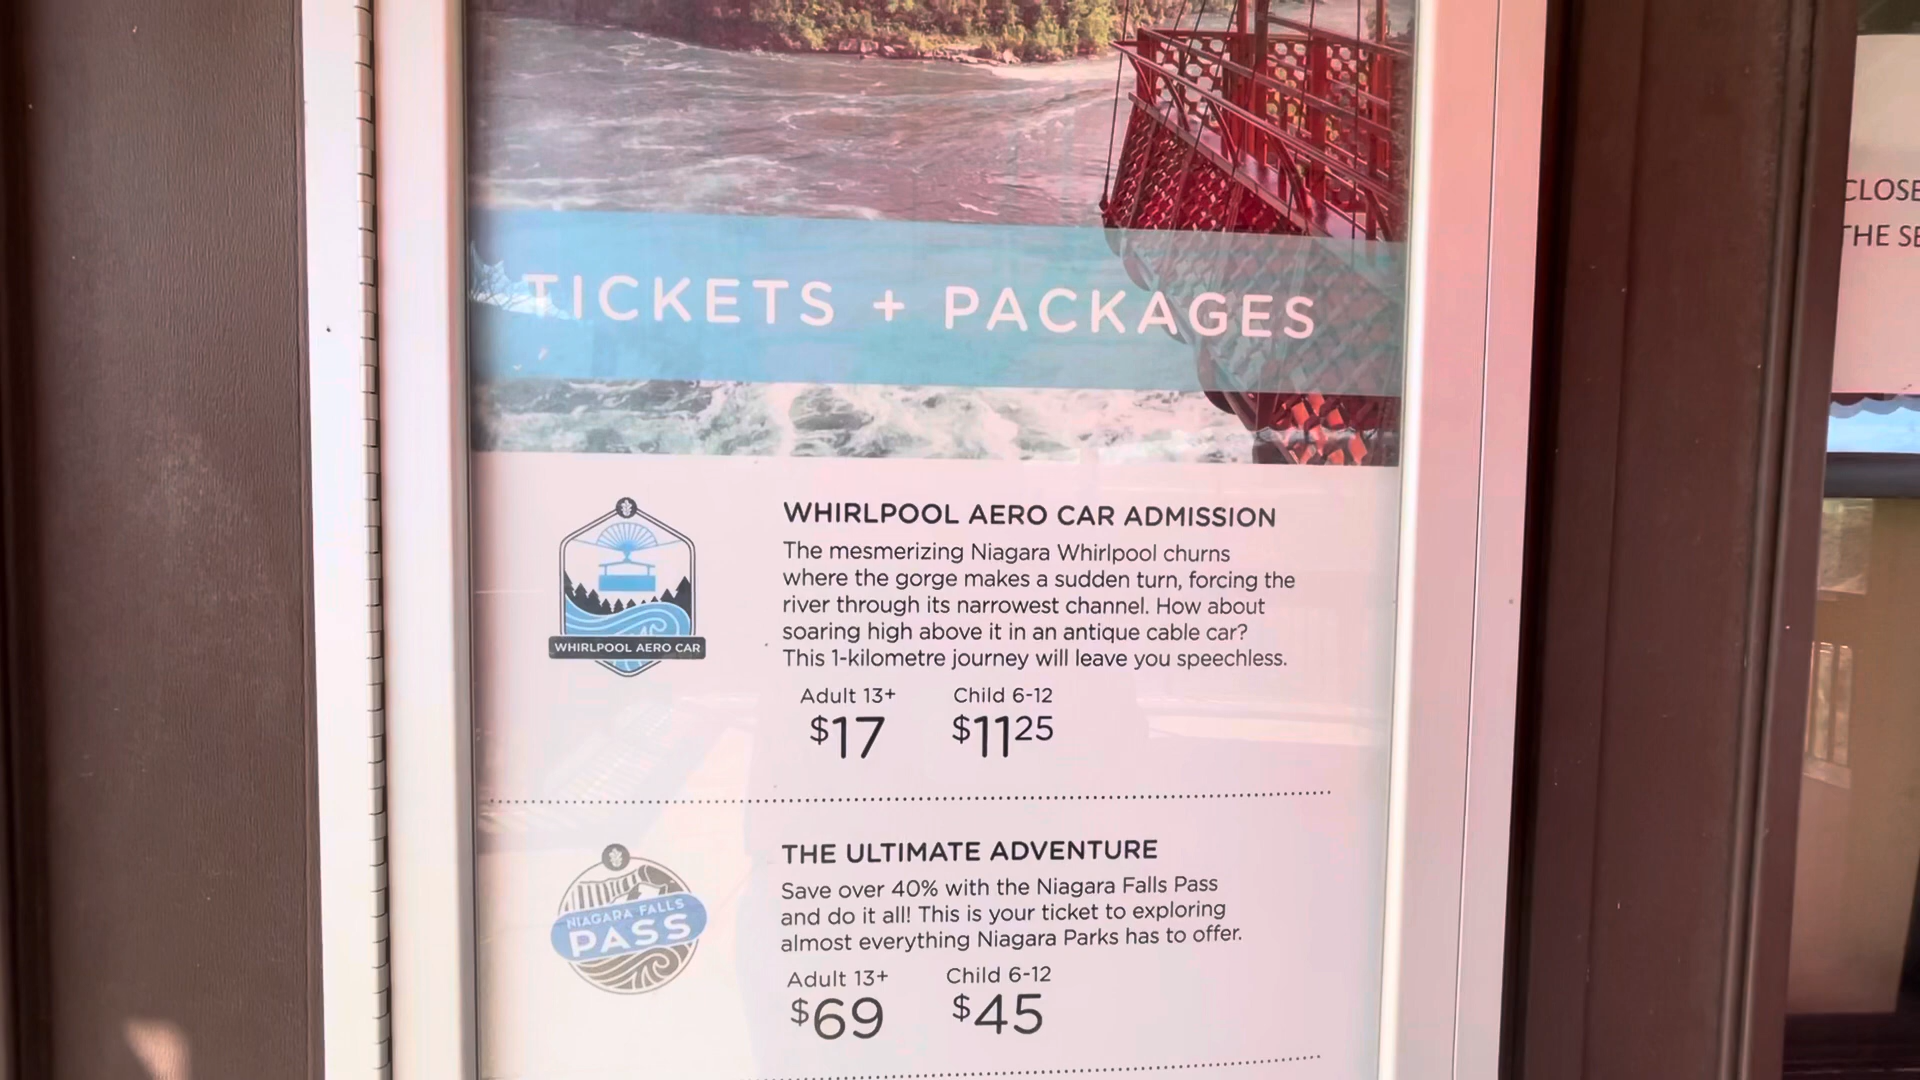 TICKETS + PACKAGES
WHIRLPOOL AERO CAR ADMISSION
The mesmerizing Niagara Whirlpool churns
where the gorge makes a sudden turn, forcing the
river through its narrowest channel. How about
soaring high above it in an antique cable car?
This 1-kilometre journey will leave you speechless.
WHIRLPOOL AERO CAR
Adult 13+ Child 6-12
$17 $11.25
THE ULTIMATE ADVENTURE
Save over 40% with the Niagara Falls Pass
and do it all! This is your ticket to exploring
almost everything Niagara Parks has to offer.
NIAGARA FALLS
PASS
Adult 13+ Child 6-12
$69 $45
CLOSE
THE SE